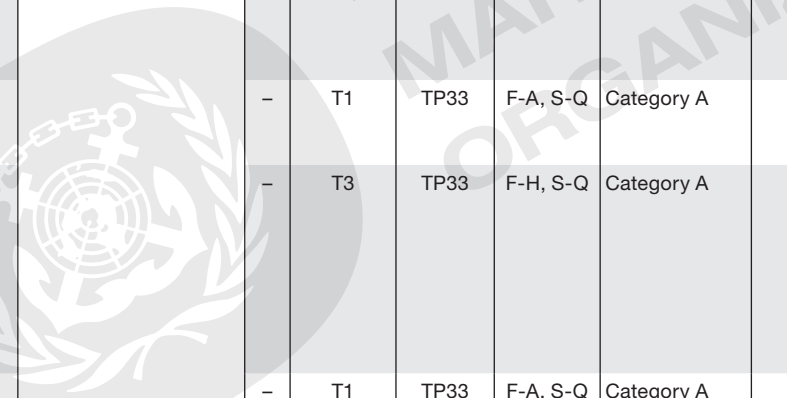 – T1 TP33 F-A, S-Q Category A
– T3 TP33 F-H, S-Q Category A
– T1 TP33 F-A, S-Q Category A